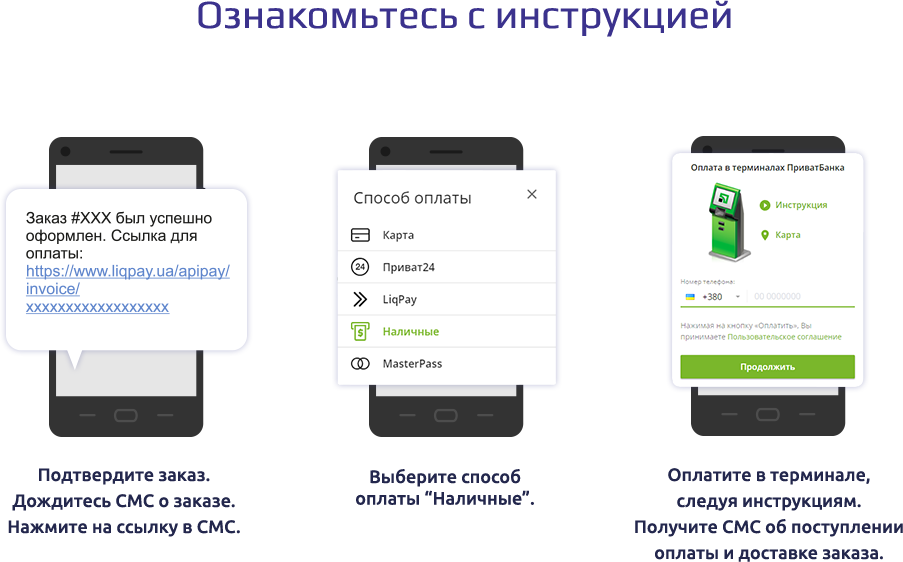 Ознакомьтесь с инструкцией
Заказ #XXX был успешно
оформлен. Ссылка для
оплаты:
https://www.liqpay.ua/apipay/
invoice/
xxxxxxxxxxxxxxxxxx
Подтвердите заказ.
Дождитесь СМС о заказе.
Нажмите на ссылку в СМС.
Способ оплаты
Карта
24 Приват24
LiqPay
$ Наличные
MasterPass
Выберите способ
оплаты “Наличные”.
Оплата в терминалах ПриватБанка
Инструкция
Карта
Номер телефона:
+380 00 0000000
Нажимая на кнопку «Оплатить», Вы
принимаете Пользовательское соглашение
Продолжить
Оплатите в терминале,
следуя инструкциям.
Получите СМС об поступлении
оплаты и доставке заказа.